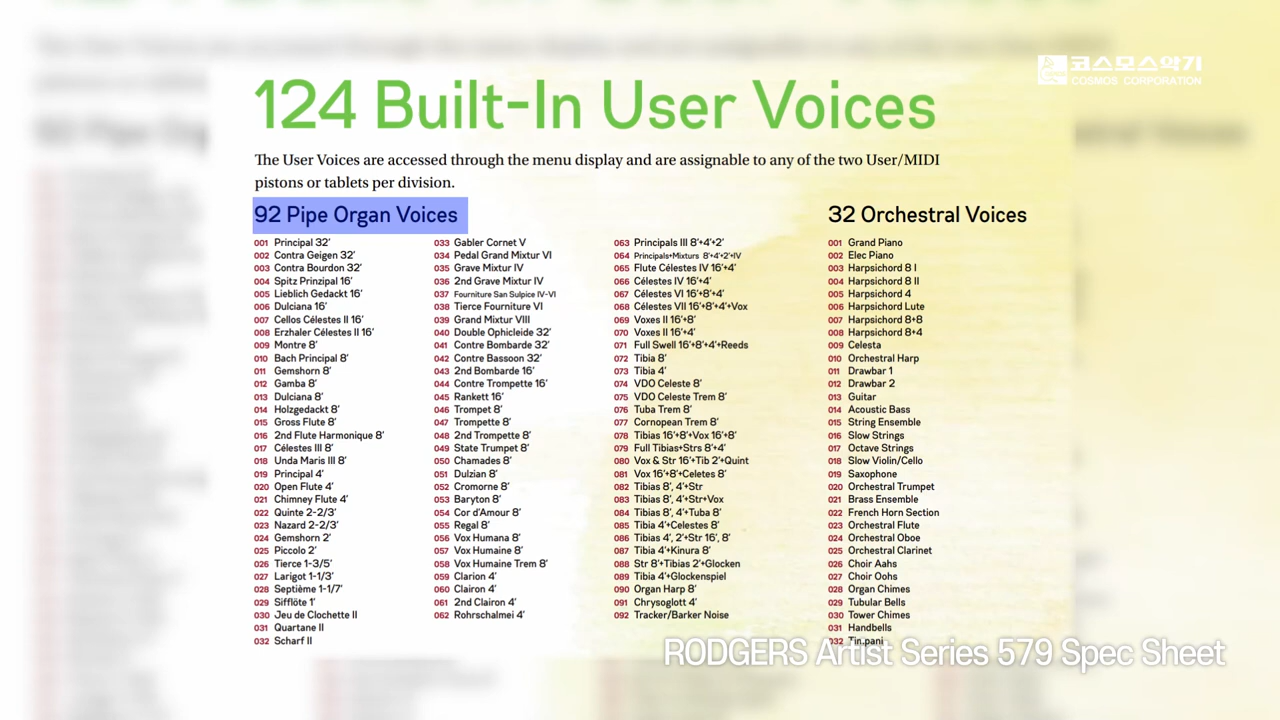 코스모스악기
COSMOS CORPORATION
124 Built-In User Voices
The User Voices are accessed through the menu display and are assignable to any of the two User/MIDI
pistons or tablets per division.
92 Pipe Organ Voices
001 Principal 32'
002 Contra Geigen 32'
003 Contra Bourdon 32'
004 Spitz Prinzipal 16'
005 Lieblich Gedackt 16'
006 Dulciana 16'
007 Cellos Célestes II 16'
008 Erzhaler Célestes II 16'
009 Montre 8'
010 Bach Principal 8'
011 Gemshorn 8'
012 Gamba 8'
013 Dulciana 8'
014 Holzgedackt 8'
015 Gross Flute 8'
016 2nd Flute Harmonique 8'
017 Célestes III 8'
018 Unda Maris III 8'
019 Principal 4'
020 Open Flute 4'
021 Chimney Flute 4'
022 Quinte 2-2/3'
023 Nazard 2-2/3'
024 Gemshorn 2'
025 Piccolo 2'
026 Tierce 1-3/5'
027 Larigot 1-1/3'
028 Septième 1-1/7'
029 Sifflöte 1'
030 Jeu de Clochette II
031 Quartane II
032 Scharf II
033 Gabler Cornet V
034 Pedal Grand Mixtur VI
035 Grave Mixtur IV
036 2nd Grave Mixtur IV
037 Fourniture San Sulpice IV-VI
038 Tierce Fourniture VI
039 Grand Mixtur VIII
040 Double Ophicleide 32'
041 Contre Bombarde 32'
042 Contre Bassoon 32'
043 2nd Bombarde 16'
044 Contre Trompette 16'
045 Rankett 16'
046 Trompet 8'
047 Trompette 8'
048 2nd Trompette 8'
049 State Trumpet 8'
050 Chamades 8'
051 Dulzian 8'
052 Cromorne 8'
053 Baryton 8'
054 Cor d'Amour 8'
055 Regal 8'
056 Vox Humana 8'
057 Vox Humaine 8'
058 Vox Humaine Trem 8'
059 Clarion 4'
060 Clairon 4'
061 2nd Clairon 4'
062 Rohrschalmei 4'
063 Principals III 8'+4'+2'
064 Principals+Mixturs 8'+4'+2'+IV
065 Flute Célestes IV 16'+4'
066 Célestes IV 16'+4'
067 Célestes VI 16'+8'+4'
068 Célestes VII 16'+8'+4'+Vox
069 Voxes II 16'+8'
070 Voxes II 16'+4'
071 Full Swell 16'+8'+4'+Reeds
072 Tibia 8'
073 Tibia 4'
074 VDO Celeste 8'
075 VDO Celeste Trem 8'
076 Tuba Trem 8'
077 Cornopean Trem 8'
078 Tibias 16'+8'+Vox 16'+8'
079 Full Tibias+Strs 8'+4'
080 Vox & Str 16'+Tib 2'+Quint
081 Vox 16'+8'+Celetes 8'
082 Tibias 8', 4'+Str
083 Tibias 8', 4'+Str+Vox
084 Tibias 8', 4'+Tuba 8'
085 Tibia 4'+Celestes 8'
086 Tibias 4', 2'+Str 16', 8'
087 Tibia 4'+Kinura 8'
088 Str 8'+Tibias 2'+Glocken
089 Tibia 4'+Glockenspiel
090 Organ Harp 8'
091 Chrysoglott 4'
092 Tracker/Barker Noise
32 Orchestral Voices
001 Grand Piano
002 Elec Piano
003 Harpsichord 8 I
004 Harpsichord 8 II
005 Harpsichord 4
006 Harpsichord Lute
007 Harpsichord 8+8
008 Harpsichord 8+4
009 Celesta
010 Orchestral Harp
011 Drawbar 1
012 Drawbar 2
013 Guitar
014 Acoustic Bass
015 String Ensemble
016 Slow Strings
017 Octave Strings
018 Slow Violin/Cello
019 Saxophone
020 Orchestral Trumpet
021 Brass Ensemble
022 French Horn Section
023 Orchestral Flute
024 Orchestral Oboe
025 Orchestral Clarinet
026 Choir Aahs
027 Choir Oohs
028 Organ Chimes
029 Tubular Bells
030 Tower Chimes
031 Handbells
032
RODGERS Artist Series 579 Spec Sheet